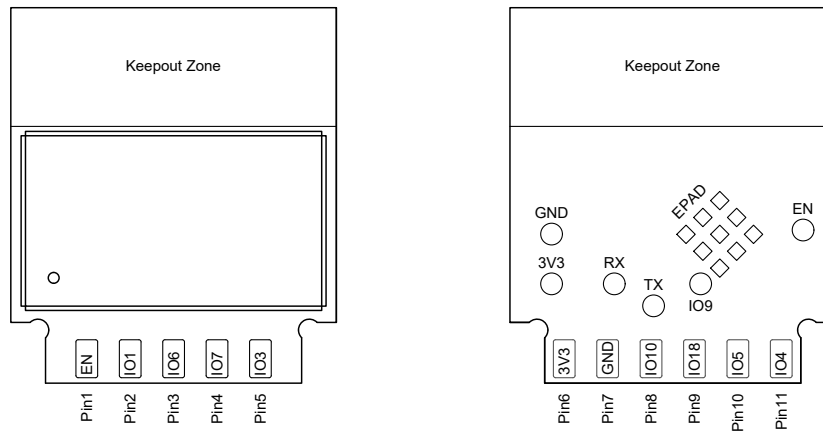 Keepout Zone
EN
IO1
IO6
IO7
IO3
Pin1
Pin2
Pin3
Pin4
Pin5
Keepout Zone
EPAD
GND
EN
3V3
RX
TX
IO9
3V3
GND
IO10
IO18
IO5
IO4
Pin6
Pin7
Pin8
Pin9
Pin10
Pin11